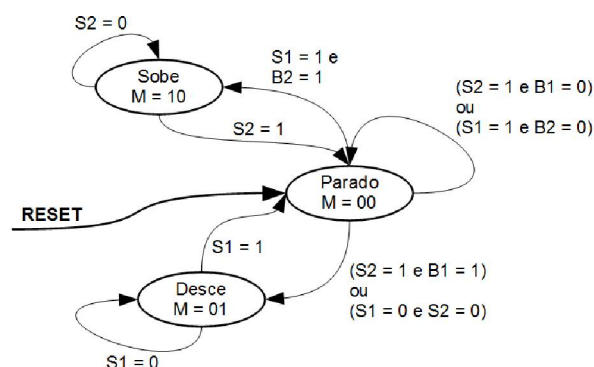 S2 = 0
Sobe
M = 10
S1 = 1 e
B2 = 1
S2 = 1
(S2 = 1 e B1 = 0)
ou
(S1 = 1 e B2 = 0)
Parado
M = 00
RESET
S1 = 1
(S2 = 1 e B1 = 1)
ou
(S1 = 0 e S2 = 0)
Desce
M = 01
S1 = 0